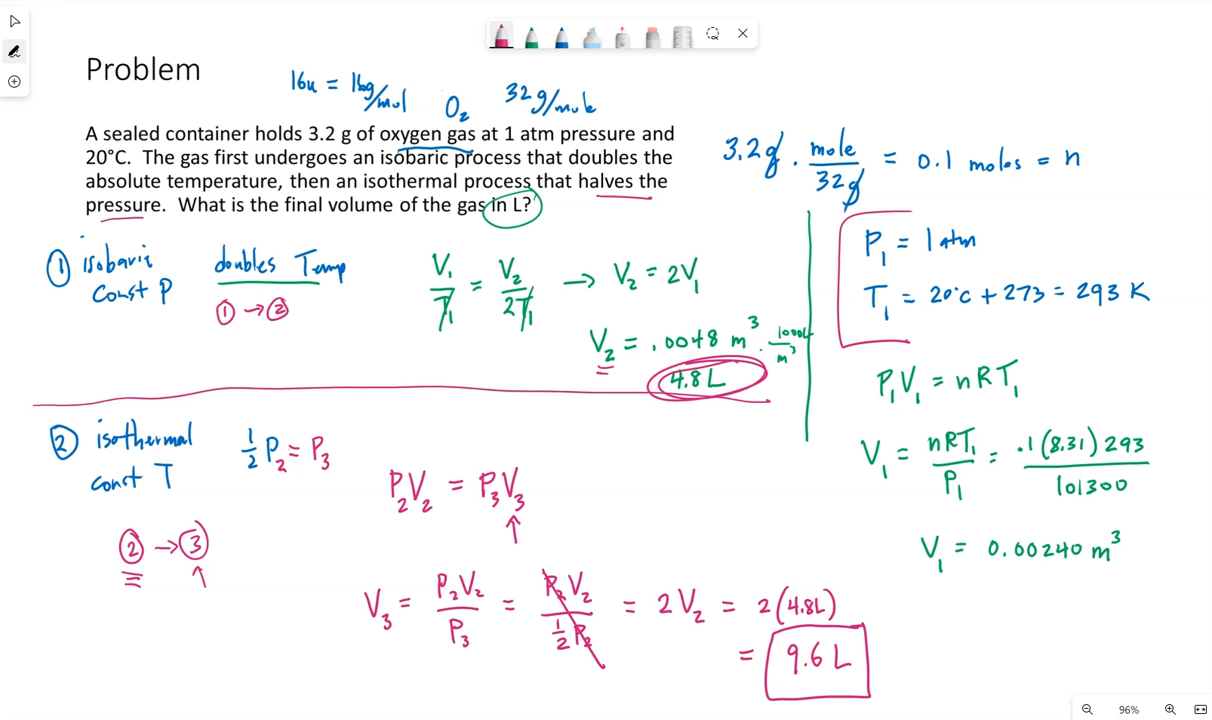 Problem
16u = 16g/mol O₂ 32g/mole
A sealed container holds 3.2 g of oxygen gas at 1 atm pressure and
20°C. The gas first undergoes an isobaric process that doubles the
absolute temperature, then an isothermal process that halves the
pressure. What is the final volume of the gas in L?
3.2g · mole/32g = 0.1 moles = n
① isobaric
const P
doubles Temp
① → ②
V₁/T₁ = V₂/2T₁ → V₂ = 2V₁
V₂ = .0048 m³ · 1000L/m³
4.8 L
P₁ = 1 atm
T₁ = 20°C + 273 = 293 K
P₁V₁ = nRT₁
V₁ = nRT₁/P₁ = .1(8.31)293/101300
V₁ = 0.00240 m³
② isothermal
const T
½P₂ = P₃
② → ③
P₂V₂ = P₃V₃
↑
V₃ = P₂V₂/P₃ = P₂V₂/½P₂ = 2V₂ = 2(4.8L)
= 9.6 L
96%